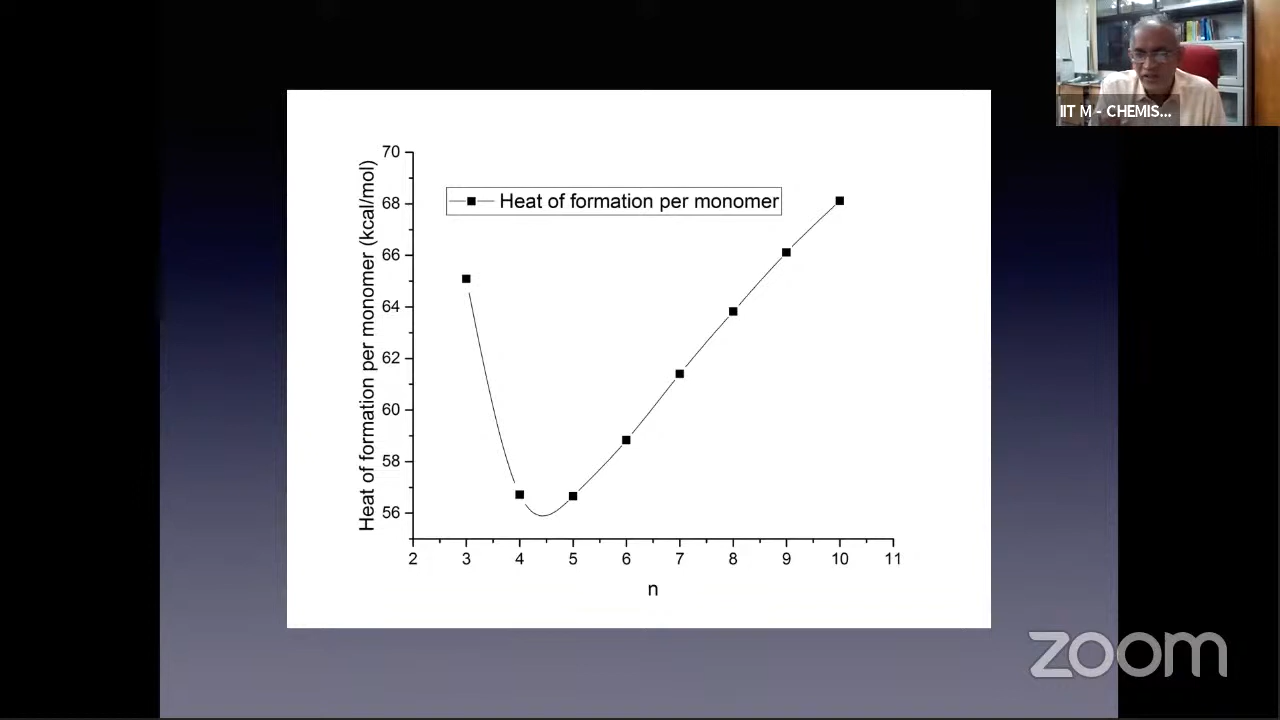 IIT M - CHEMIS...
70
68
66
64
62
60
58
56
Heat of formation per monomer (kcal/mol)
Heat of formation per monomer
2 3 4 5 6 7 8 9 10 11
n
zoom